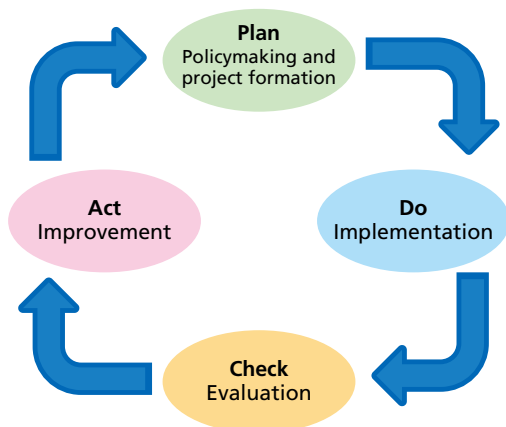 Plan
Policymaking and
project formation
Do
Implementation
Check
Evaluation
Act
Improvement